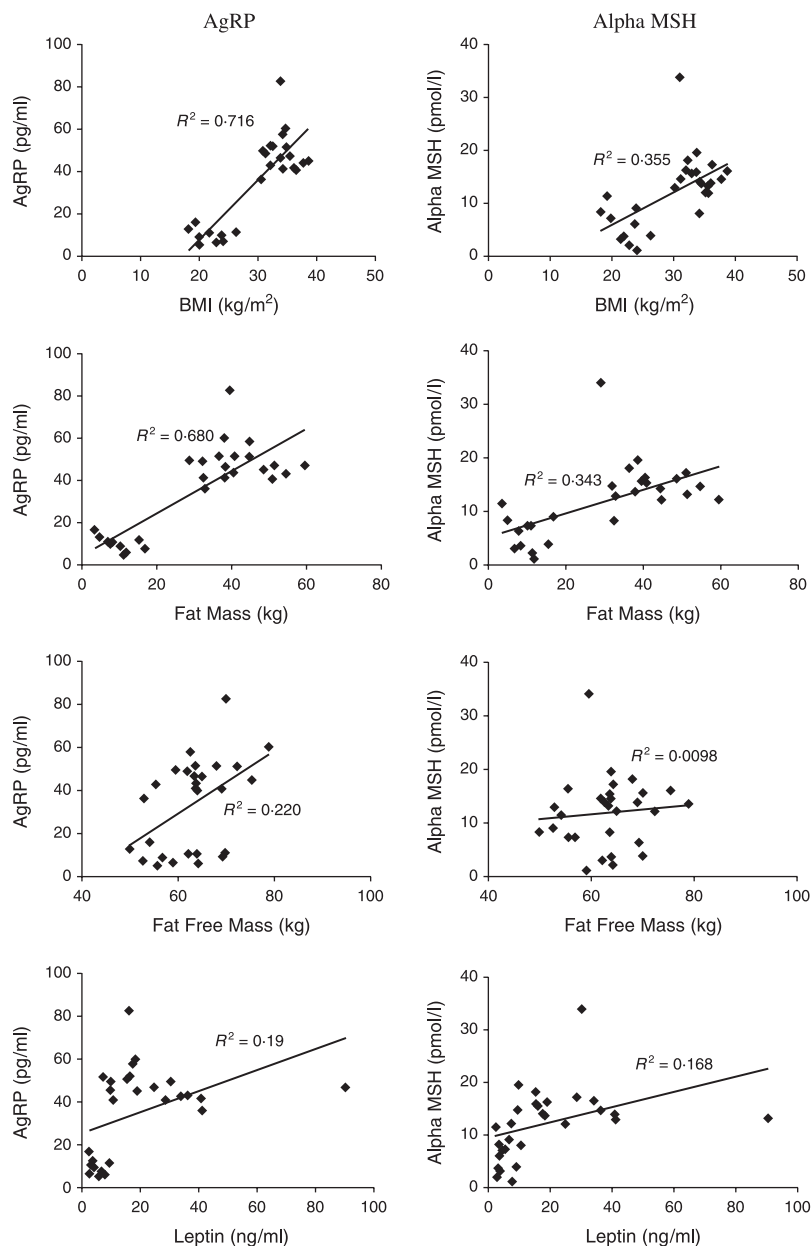 AgRP
Alpha MSH
100
80
60
40
20
0
AgRP (pg/ml)
R² = 0·716
0 10 20 30 40 50
BMI (kg/m²)
40
30
20
10
0
Alpha MSH (pmol/l)
R² = 0·355
0 10 20 30 40 50
BMI (kg/m²)
100
80
60
40
20
0
AgRP (pg/ml)
R² = 0·680
0 20 40 60 80
Fat Mass (kg)
40
30
20
10
0
Alpha MSH (pmol/l)
R² = 0·343
0 20 40 60 80
Fat Mass (kg)
100
80
60
40
20
0
AgRP (pg/ml)
R² = 0·220
40 60 80 100
Fat Free Mass (kg)
40
30
20
10
0
Alpha MSH (pmol/l)
R² = 0·0098
40 60 80 100
Fat Free Mass (kg)
100
80
60
40
20
0
AgRP (pg/ml)
R² = 0·19
0 20 40 60 80 100
Leptin (ng/ml)
40
30
20
10
0
Alpha MSH (pmol/l)
R² = 0·168
0 20 40 60 80 100
Leptin (ng/ml)